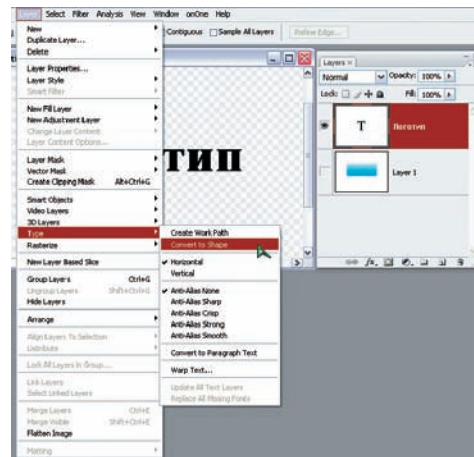 Layer Select Filter Analysis View Window onOne Help
Contiguous Sample All Layers Refine Edge...
New
Duplicate Layer...
Delete
Layer Properties...
Layer Style
Smart Filter
New Fill Layer
New Adjustment Layer
Change Layer Content
Layer Content Options...
Layer Mask
Vector Mask
Create Clipping Mask Alt+Ctrl+G
Smart Objects
Video Layers
3D Layers
Type
Rasterize
New Layer Based Slice
Group Layers Ctrl+G
Ungroup Layers Shift+Ctrl+G
Hide Layers
Arrange
Align Layers To Selection
Distribute
Lock All Layers in Group...
Link Layers
Select Linked Layers
Merge Layers Ctrl+E
Merge Visible Shift+Ctrl+E
Flatten Image
Matting
Create Work Path
Convert to Shape
Horizontal
Vertical
Anti-Alias None
Anti-Alias Sharp
Anti-Alias Crisp
Anti-Alias Strong
Anti-Alias Smooth
Convert to Paragraph Text
Warp Text...
Update All Text Layers
Replace All Missing Fonts
тип
Layers ×
Normal Opacity: 100%
Lock: Fill: 100%
T Логотип
Layer 1
fx.